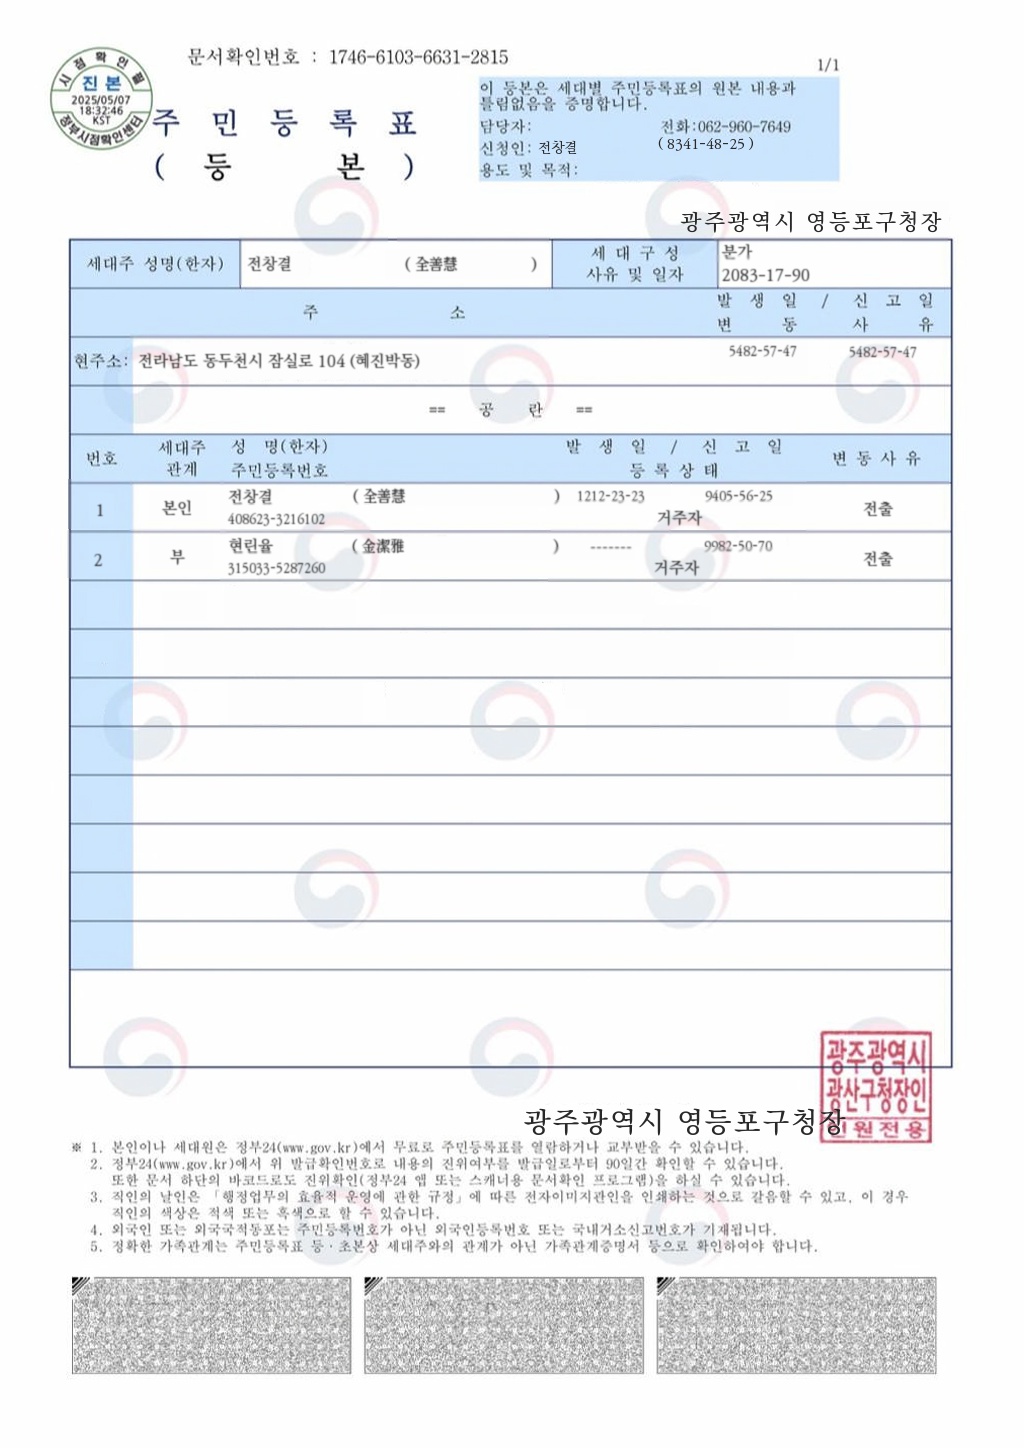 문서확인번호 : 1746-6103-6631-2815
1/1
시점확인필
진본
2025/05/07
18:32:46
KST
정부시점확인센터
주 민 등 록 표
( 등 본 )
이 등본은 세대별 주민등록표의 원본 내용과
틀림없음을 증명합니다.
담당자: 전화:062-960-7649
신청인: 전창결 ( 8341-48-25 )
용도 및 목적:
광주광역시 영등포구청장
세대주 성명(한자) 전창결 ( 全善慧 ) 세 대 구 성 사유 및 일자 분가
2083-17-90
주 소 발 생 일 / 신 고 일
변 동 사 유
현주소: 전라남도 동두천시 잠실로 104 (혜진박동) 5482-57-47 5482-57-47
== 공 란 ==
번호 세대주 관계 성 명(한자) 주민등록번호 발 생 일 / 신 고 일 등 록 상 태 변 동 사 유
1 본인 전창결 ( 全善慧 ) 1212-23-23 9405-56-25 전출
408623-3216102 거주자
2 부 현린율 ( 金潔雅 ) ------- 9982-50-70 전출
315033-5287260 거주자
광주광역시
광산구청장인
민원전용
광주광역시 영등포구청장
※ 1. 본인이나 세대원은 정부24(www.gov.kr)에서 무료로 주민등록표를 열람하거나 교부받을 수 있습니다.
2. 정부24(www.gov.kr)에서 위 발급확인번호로 내용의 진위여부를 발급일로부터 90일간 확인할 수 있습니다.
또한 문서 하단의 바코드로도 진위확인(정부24 앱 또는 스캐너용 문서확인 프로그램)을 하실 수 있습니다.
3. 직인의 날인은 「행정업무의 효율적 운영에 관한 규정」에 따른 전자이미지관인을 인쇄하는 것으로 갈음할 수 있고, 이 경우
직인의 색상은 적색 또는 흑색으로 할 수 있습니다.
4. 외국인 또는 외국국적동포는 주민등록번호가 아닌 외국인등록번호 또는 국내거소신고번호가 기재됩니다.
5. 정확한 가족관계는 주민등록표 등·초본상 세대주와의 관계가 아닌 가족관계증명서 등으로 확인하여야 합니다.